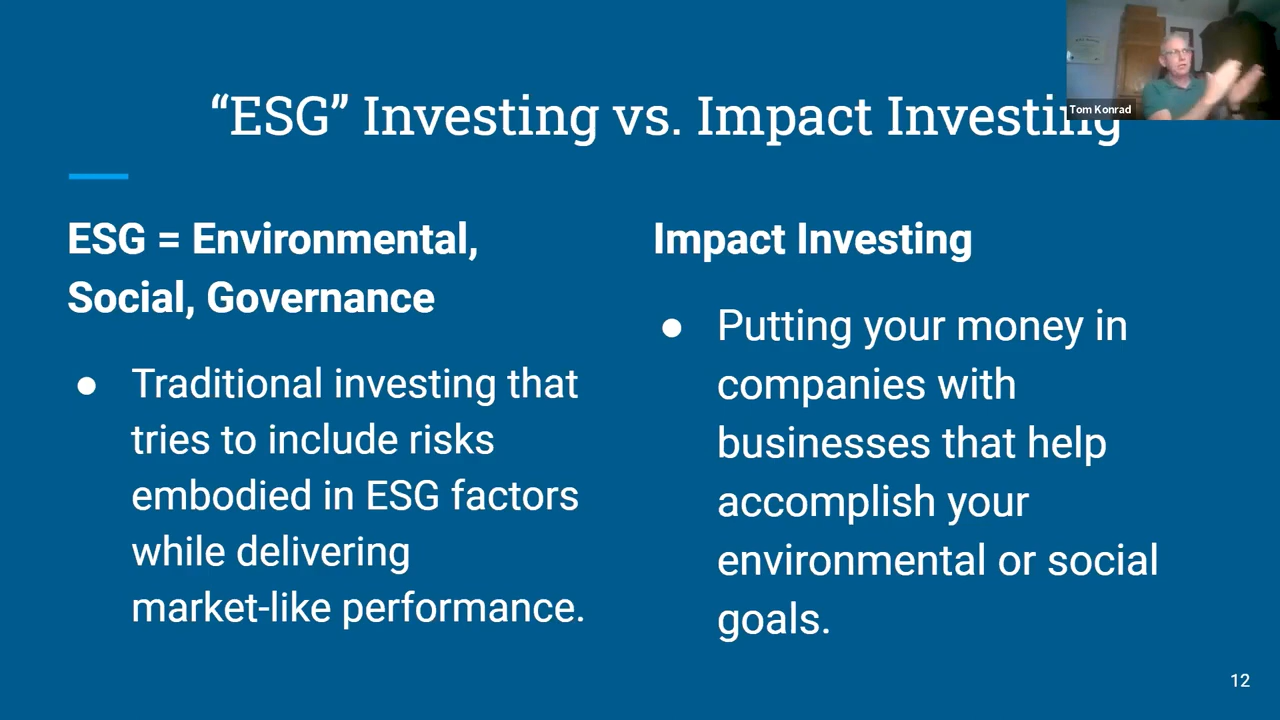 “ESG” Investing vs. Impact Investing
Tom Konrad
ESG = Environmental,
Social, Governance
● Traditional investing that
tries to include risks
embodied in ESG factors
while delivering
market-like performance.
Impact Investing
● Putting your money in
companies with
businesses that help
accomplish your
environmental or social
goals.
12